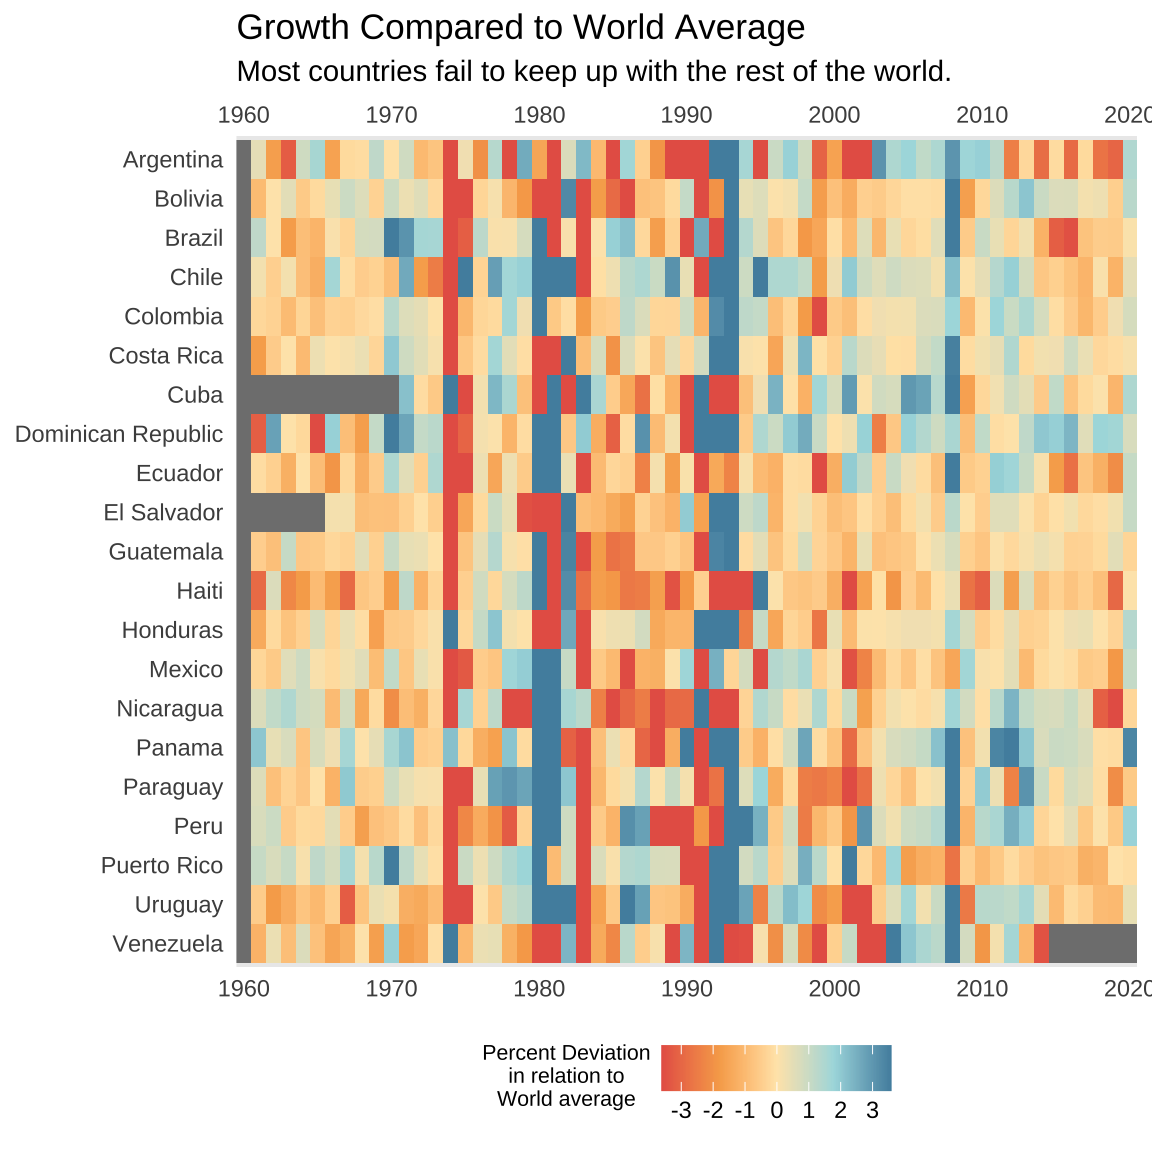 Growth Compared to World Average
Most countries fail to keep up with the rest of the world.
1960 1970 1980 1990 2000 2010 2020
Argentina
Bolivia
Brazil
Chile
Colombia
Costa Rica
Cuba
Dominican Republic
Ecuador
El Salvador
Guatemala
Haiti
Honduras
Mexico
Nicaragua
Panama
Paraguay
Peru
Puerto Rico
Uruguay
Venezuela
1960 1970 1980 1990 2000 2010 2020
Percent Deviation
in relation to
World average
-3 -2 -1 0 1 2 3